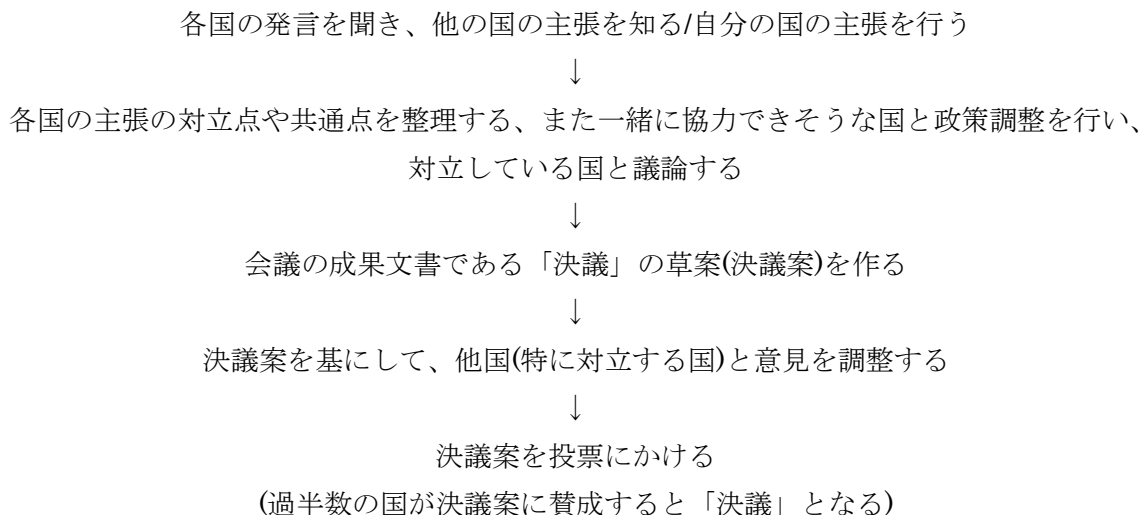 各国の発言を聞き、他の国の主張を知る/自分の国の主張を行う
↓
各国の主張の対立点や共通点を整理する、また一緒に協力できそうな国と政策調整を行い、
対立している国と議論する
↓
会議の成果文書である「決議」の草案(決議案)を作る
↓
決議案を基にして、他国(特に対立する国)と意見を調整する
↓
決議案を投票にかける
(過半数の国が決議案に賛成すると「決議」となる)